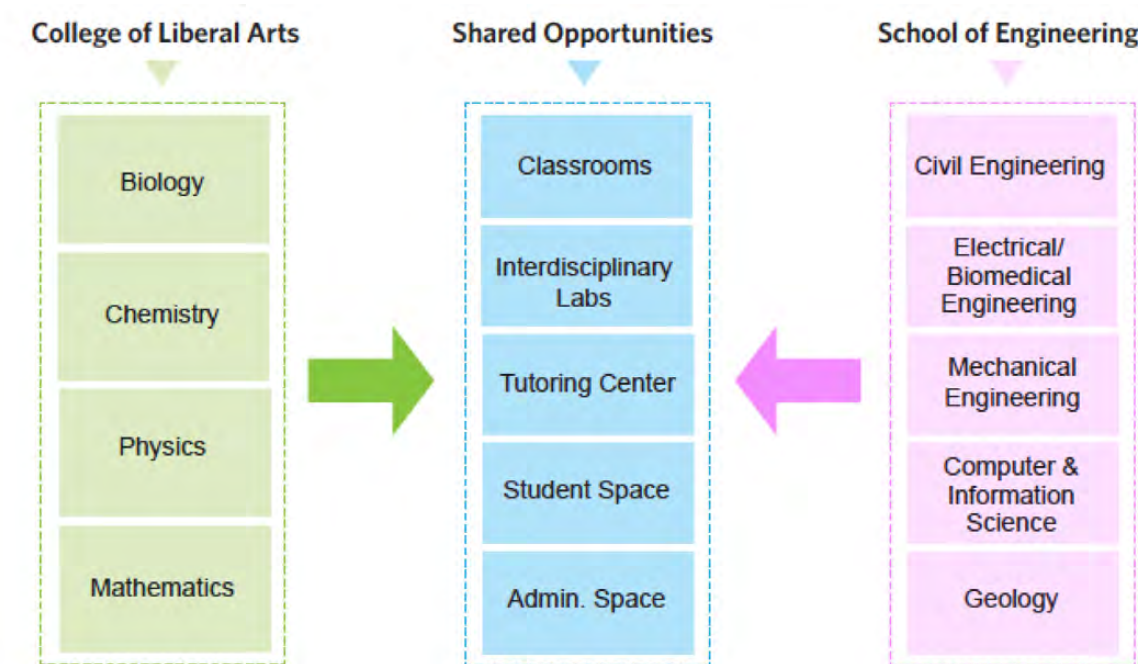 College of Liberal Arts
Biology
Chemistry
Physics
Mathematics
Shared Opportunities
Classrooms
Interdisciplinary
Labs
Tutoring Center
Student Space
Admin. Space
School of Engineering
Civil Engineering
Electrical/
Biomedical
Engineering
Mechanical
Engineering
Computer &
Information
Science
Geology